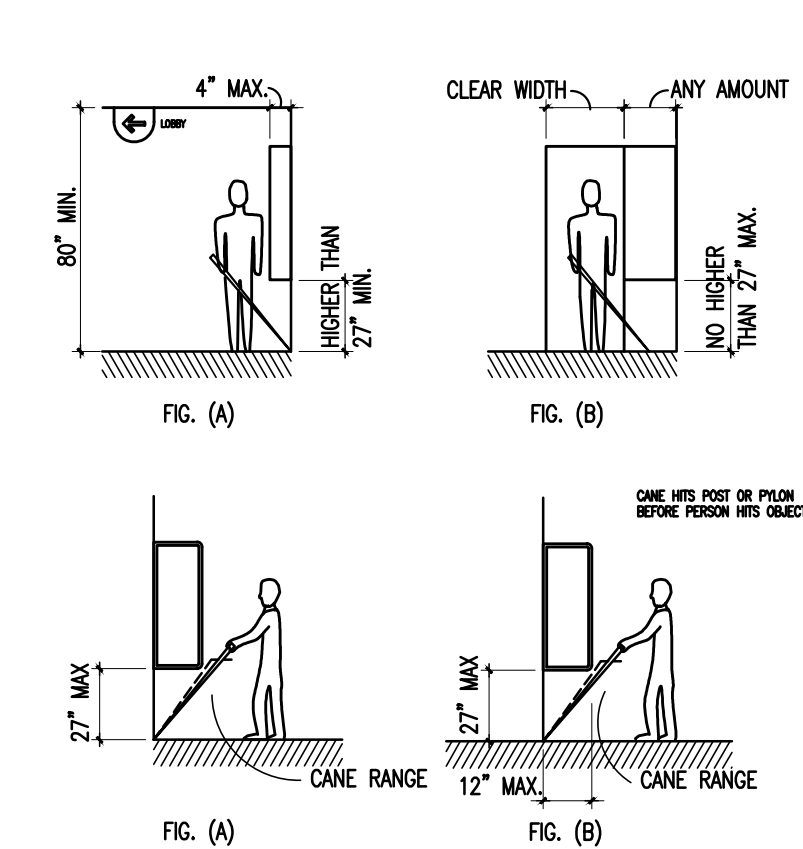 4" MAX.
LOBBY
80" MIN.
HIGHER THAN
27" MIN.
FIG. (A)
CLEAR WIDTH
ANY AMOUNT
NO HIGHER
THAN 27" MAX.
FIG. (B)
27" MAX
CANE RANGE
FIG. (A)
CANE HITS POST OR PYLON
BEFORE PERSON HITS OBJECT
27" MAX
12" MAX.
CANE RANGE
FIG. (B)